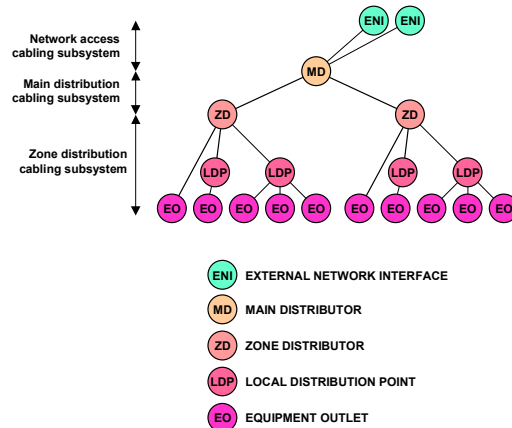 ENI ENI
Network access
cabling subsystem
MD
Main distribution
cabling subsystem
ZD ZD
Zone distribution
cabling subsystem
LDP LDP LDP LDP
EO EO EO EO EO EO EO EO EO EO
ENI EXTERNAL NETWORK INTERFACE
MD MAIN DISTRIBUTOR
ZD ZONE DISTRIBUTOR
LDP LOCAL DISTRIBUTION POINT
EO EQUIPMENT OUTLET